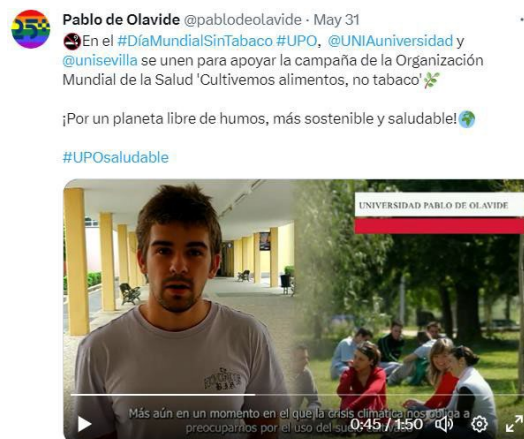 Pablo de Olavide @pablodeolavide · May 31
En el #DíaMundialSinTabaco #UPO, @UNIAuniversidad y
@unisevilla se unen para apoyar la campaña de la Organización
Mundial de la Salud 'Cultivemos alimentos, no tabaco'
¡Por un planeta libre de humos, más sostenible y saludable!
#UPOsaludable
UNIVERSIDAD PABLO DE OLAVIDE
Más aún en un momento en el que la crisis climática nos obliga a
preocuparnos por el uso del
0:45 / 1:50